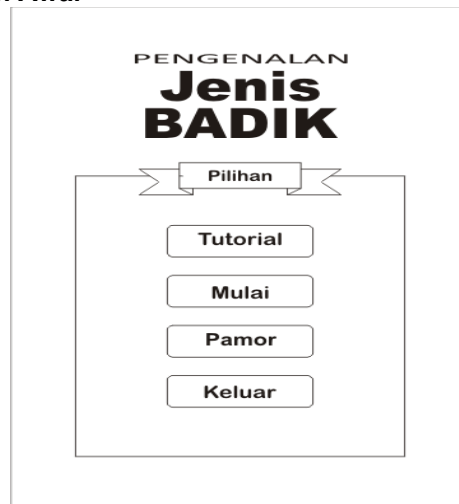 PENGENALAN
Jenis
BADIK
Pilihan
Tutorial
Mulai
Pamor
Keluar